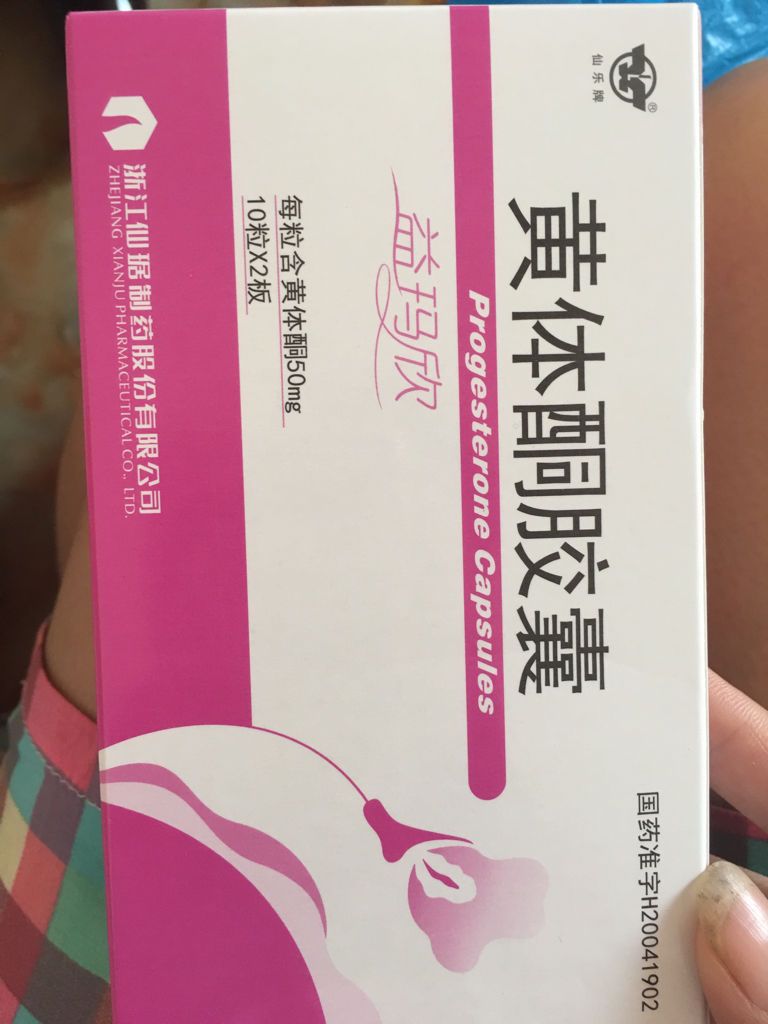 仙乐牌
®
黄体酮胶囊
国药准字H20041902
Progesterone Capsules
益玛欣
每粒含黄体酮50mg
10粒X2板
浙江仙琚制药股份有限公司
ZHEJIANG XIANJU PHARMACEUTICAL CO., LTD.